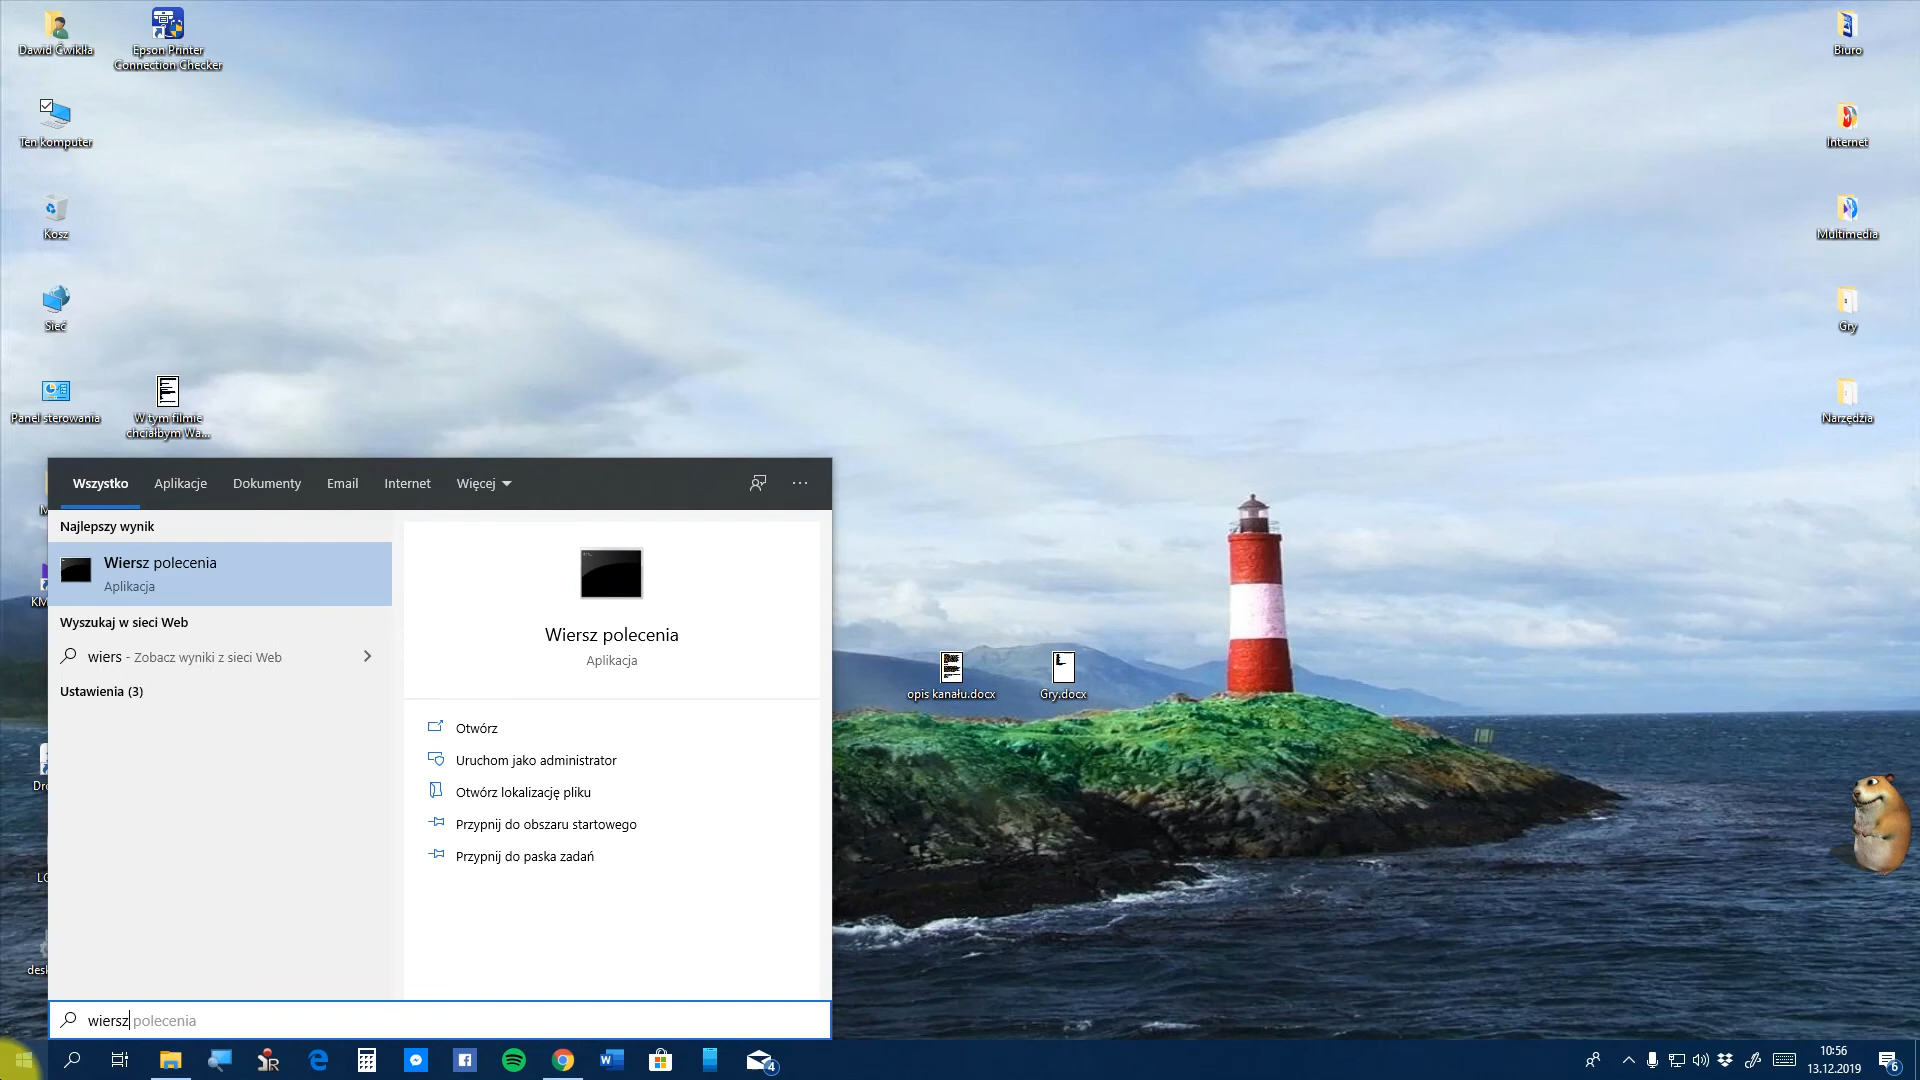 Dawid Ćwikła
Epson Printer
Connection Checker
Biuro
Ten komputer
Internet
Kosz
Multimedia
Sieć
Gry
Panel sterowania
W tym filmie
chciałbym Wa...
Narzędzia
Wszystko
Aplikacje
Dokumenty
Email
Internet
Więcej
Najlepszy wynik
Wiersz polecenia
Aplikacja
Wyszukaj w sieci Web
wiers - Zobacz wyniki z sieci Web
Ustawienia (3)
Wiersz polecenia
Aplikacja
Otwórz
Uruchom jako administrator
Otwórz lokalizację pliku
Przypnij do obszaru startowego
Przypnij do paska zadań
opis kanału.docx
Gry.docx
wiersz polecenia
4
10:56
13.12.2019
6